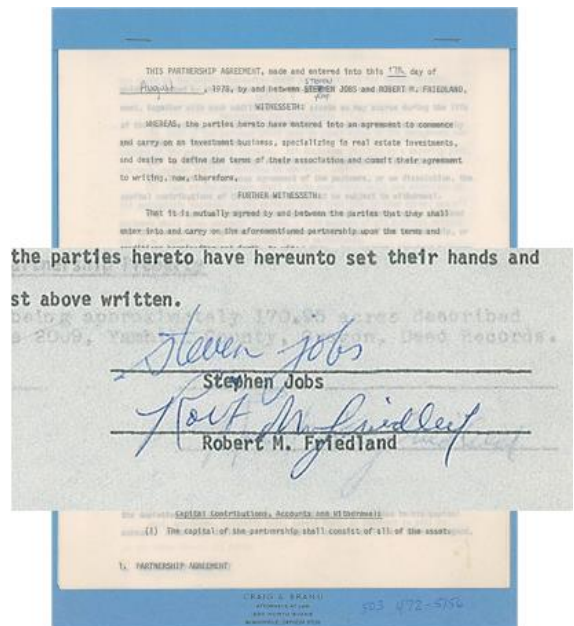 THIS PARTNERSHIP AGREEMENT, made and entered into this 17th day of
STEVEN
August , 1978, by and between STEPHEN JOBS and ROBERT M. FRIEDLAND,
WITNESSETH:
WHEREAS, the parties hereto have entered into an agreement to commence
and carry on an investment business, specializing in real estate investments,
and desire to define the terms of their association and commit their agreement
to writing, now, therefore,
FURTHER WITNESSETH:
That it is mutually agreed by and between the parties that they shall
enter into and carry on the aforementioned partnership upon the terms and
the parties hereto have hereunto set their hands and
st above written.
being approximately 170.95 acres described
2009, Yamhill County, Oregon, Deed Records.
steven jobs
Stephen Jobs
Robt M Friedland
Robert M. Friedland
Capital Contributions, Accounts and Withdrawals
(1) The capital of the partnership shall consist of all of the assets
1. PARTNERSHIP AGREEMENT
ATTORNEYS AT LAW
503 472-5156